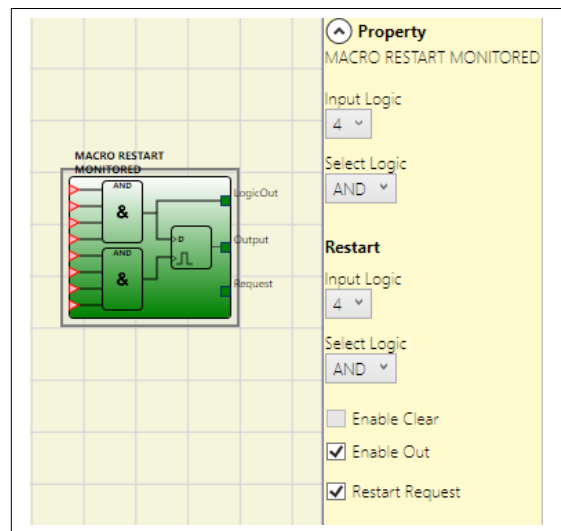 MACRO RESTART
MONITORED
AND
&
AND
&
D
LogicOut
Output
Request
Property
MACRO RESTART MONITORED
Input Logic
4
Select Logic
AND
Restart
Input Logic
4
Select Logic
AND
Enable Clear
Enable Out
Restart Request